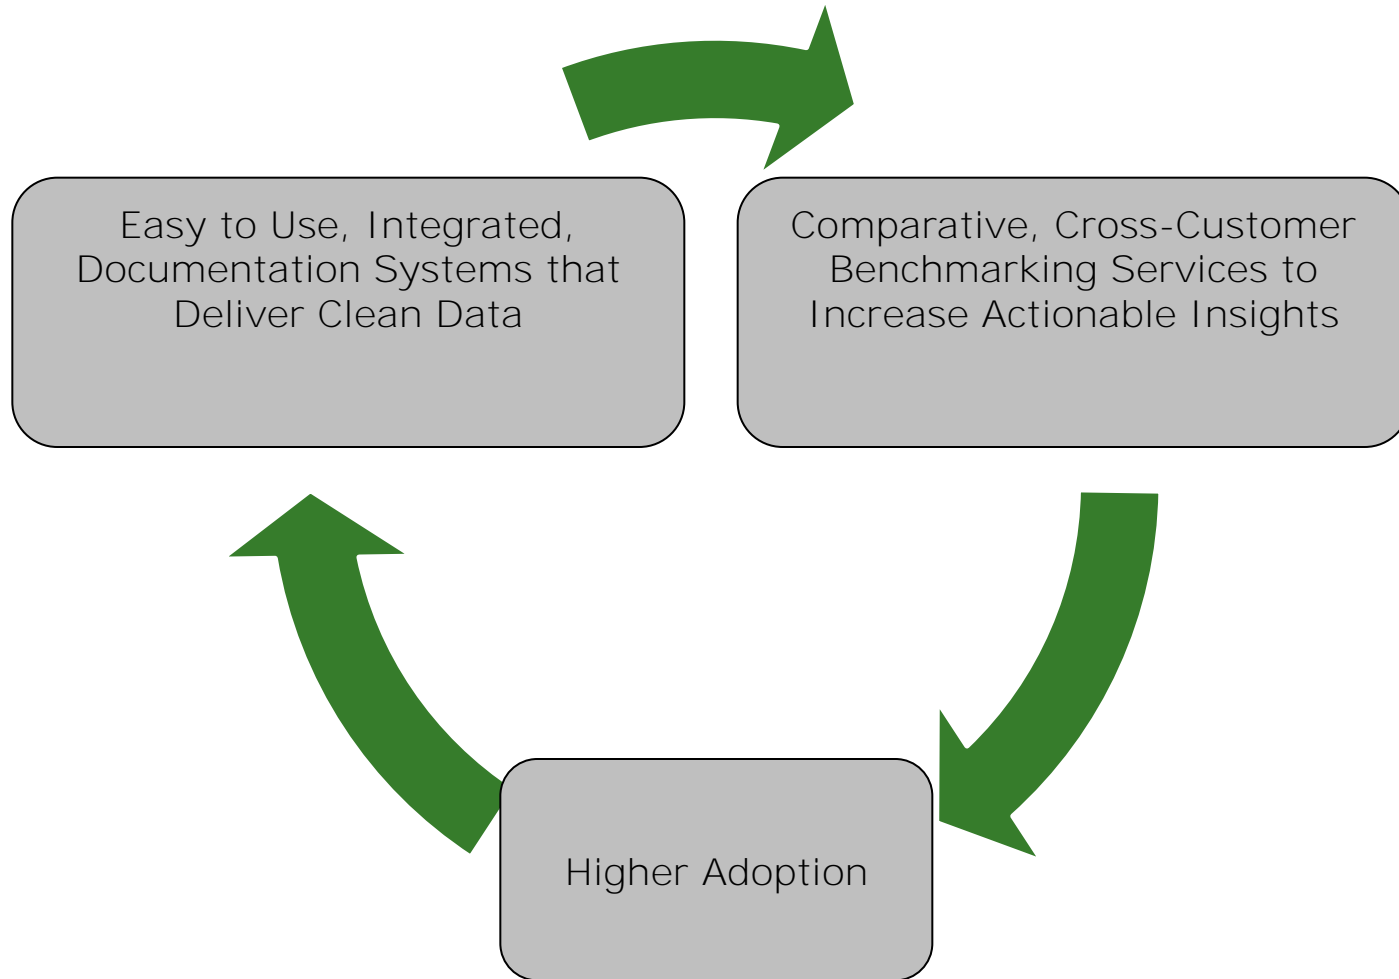 Easy to Use, Integrated,
Documentation Systems that
Deliver Clean Data
Comparative, Cross-Customer
Benchmarking Services to
Increase Actionable Insights
Higher Adoption